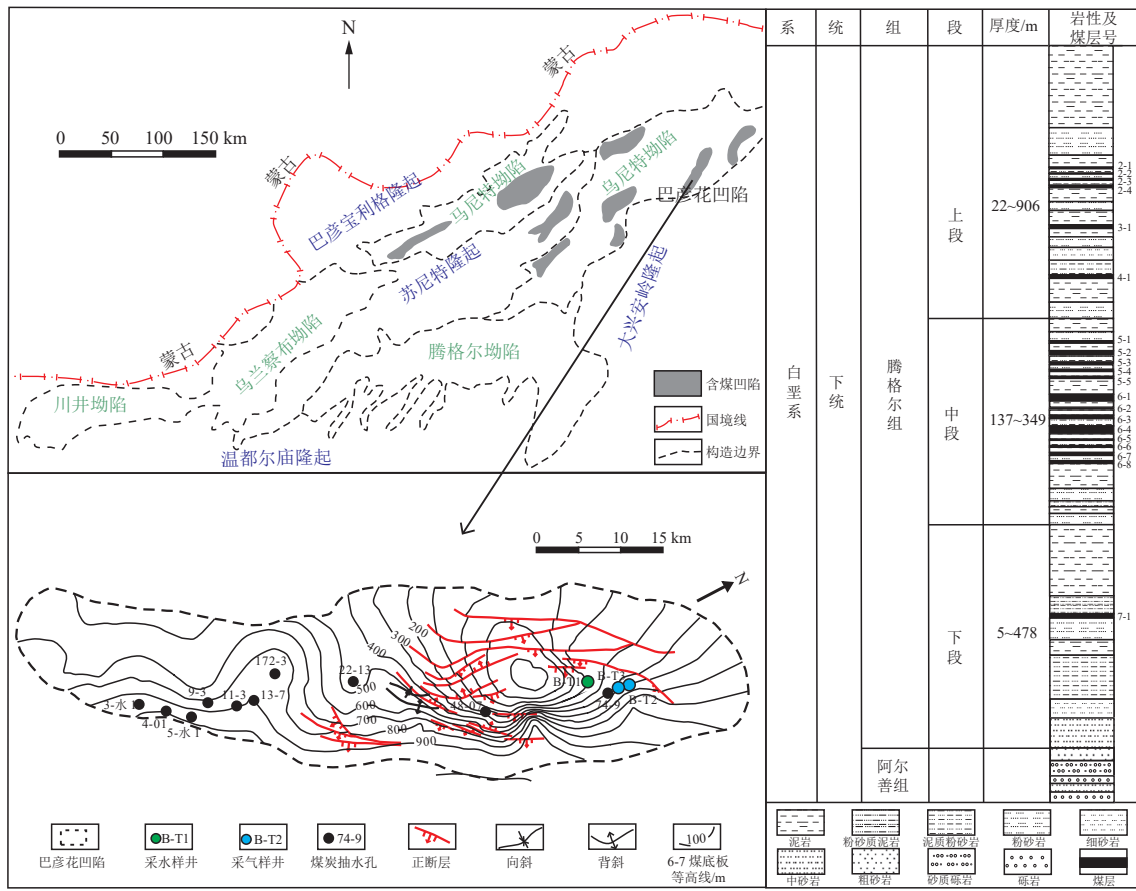 N
0 50 100 150 km
蒙古
蒙古
蒙古
巴彦宝利格隆起
马尼特坳陷
乌尼特坳陷
巴彦花凹陷
苏尼特隆起
大兴安岭隆起
乌兰察布坳陷
腾格尔坳陷
川井坳陷
温都尔庙隆起
含煤凹陷
国境线
构造边界
0 5 10 15 km
N
200
300
400
500
600
700
800
900
172-3
22-13
9-3
11-3
13-7
3-水1
4-01
5-水1
48-07
B-T1
B-T3
74-9
B-T2
B-T1
B-T2
74-9
100
巴彦花凹陷
采水样井
采气样井
煤炭抽水孔
正断层
向斜
背斜
6-7 煤底板
等高线/m
系
统
组
段
厚度/m
岩性及
煤层号
白垩系
下统
腾格尔组
上段
22~906
中段
137~349
下段
5~478
阿尔
善组
2-1
2-2
2-3
2-4
3-1
4-1
5-1
5-2
5-3
5-4
5-5
6-1
6-2
6-3
6-4
6-5
6-6
6-7
6-8
7-1
泥岩
粉砂质泥岩
泥质粉砂岩
粉砂岩
细砂岩
中砂岩
粗砂岩
砂质砾岩
砾岩
煤层